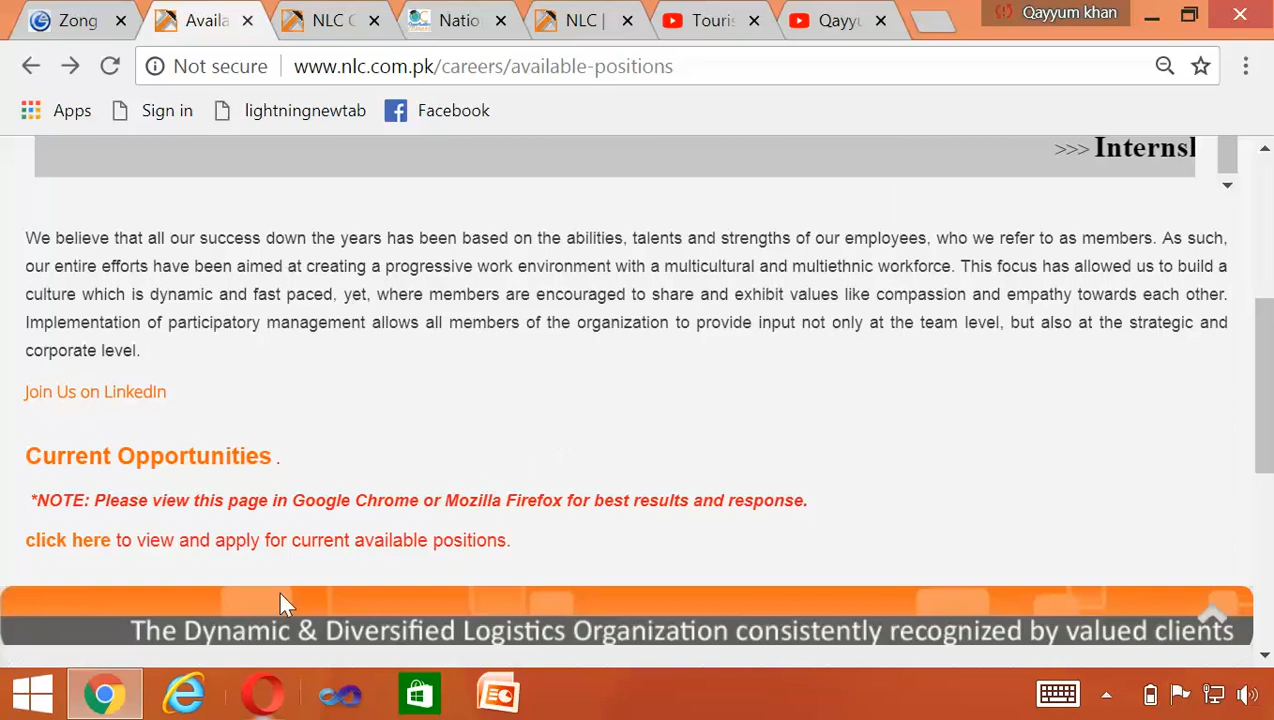 Zong
Availa
NLC C
Natio
NLC |
Touris
Qayyu
Qayyum khan
Not secure
www.nlc.com.pk/careers/available-positions
Apps
Sign in
lightningnewtab
Facebook
>>> Internsl
We believe that all our success down the years has been based on the abilities, talents and strengths of our employees, who we refer to as members. As such,
our entire efforts have been aimed at creating a progressive work environment with a multicultural and multiethnic workforce. This focus has allowed us to build a
culture which is dynamic and fast paced, yet, where members are encouraged to share and exhibit values like compassion and empathy towards each other.
Implementation of participatory management allows all members of the organization to provide input not only at the team level, but also at the strategic and
corporate level.
Join Us on LinkedIn
Current Opportunities .
*NOTE: Please view this page in Google Chrome or Mozilla Firefox for best results and response.
click here to view and apply for current available positions.
The Dynamic & Diversified Logistics Organization consistently recognized by valued clients